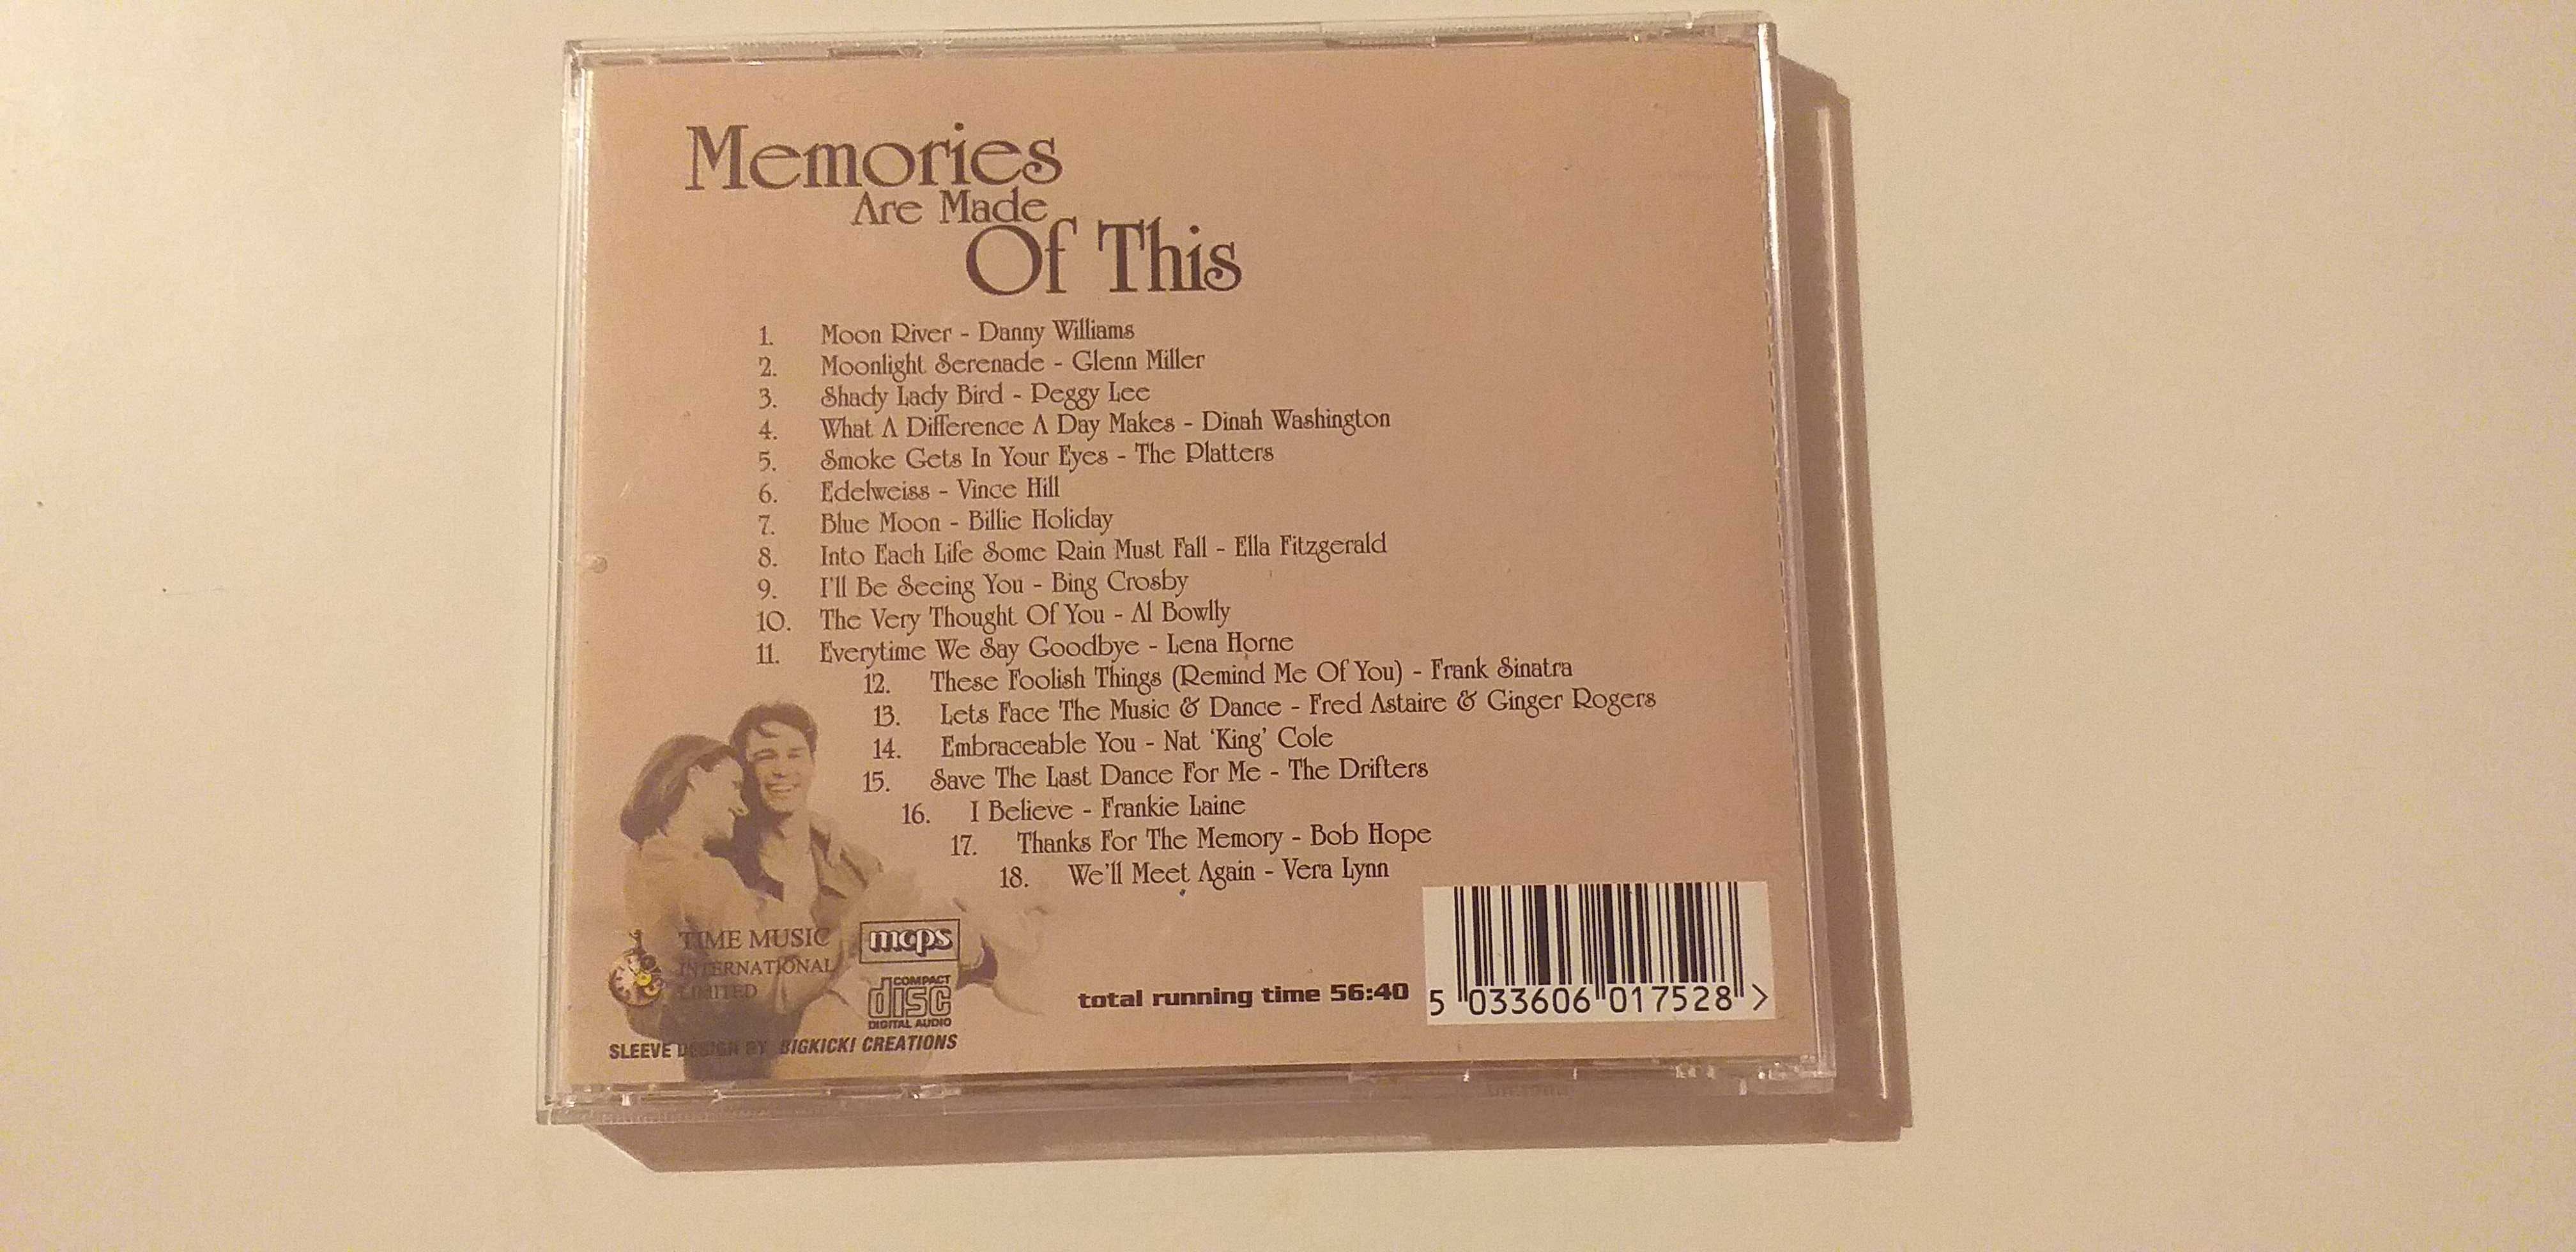 Memories
Are Made
Of This
1. Moon River - Danny Williams
2. Moonlight Serenade - Glenn Miller
3. Shady Lady Bird - Peggy Lee
4. What A Difference A Day Makes - Dinah Washington
5. Smoke Gets In Your Eyes - The Platters
6. Edelweiss - Vince Hill
7. Blue Moon - Billie Holiday
8. Into Each Life Some Rain Must Fall - Ella Fitzgerald
9. I'll Be Seeing You - Bing Crosby
10. The Very Thought Of You - Al Bowlly
11. Everytime We Say Goodbye - Lena Horne
12. These Foolish Things (Remind Me Of You) - Frank Sinatra
13. Lets Face The Music & Dance - Fred Astaire & Ginger Rogers
14. Embraceable You - Nat ‘King’ Cole
15. Save The Last Dance For Me - The Drifters
16. I Believe - Frankie Laine
17. Thanks For The Memory - Bob Hope
18. We'll Meet Again - Vera Lynn
TIME MUSIC
INTERNATIONAL
LIMITED
mcps
COMPACT
disc
DIGITAL AUDIO
SLEEVE DESIGN BY BIGKICK! CREATIONS
total running time 56:40
5 033606 017528 >